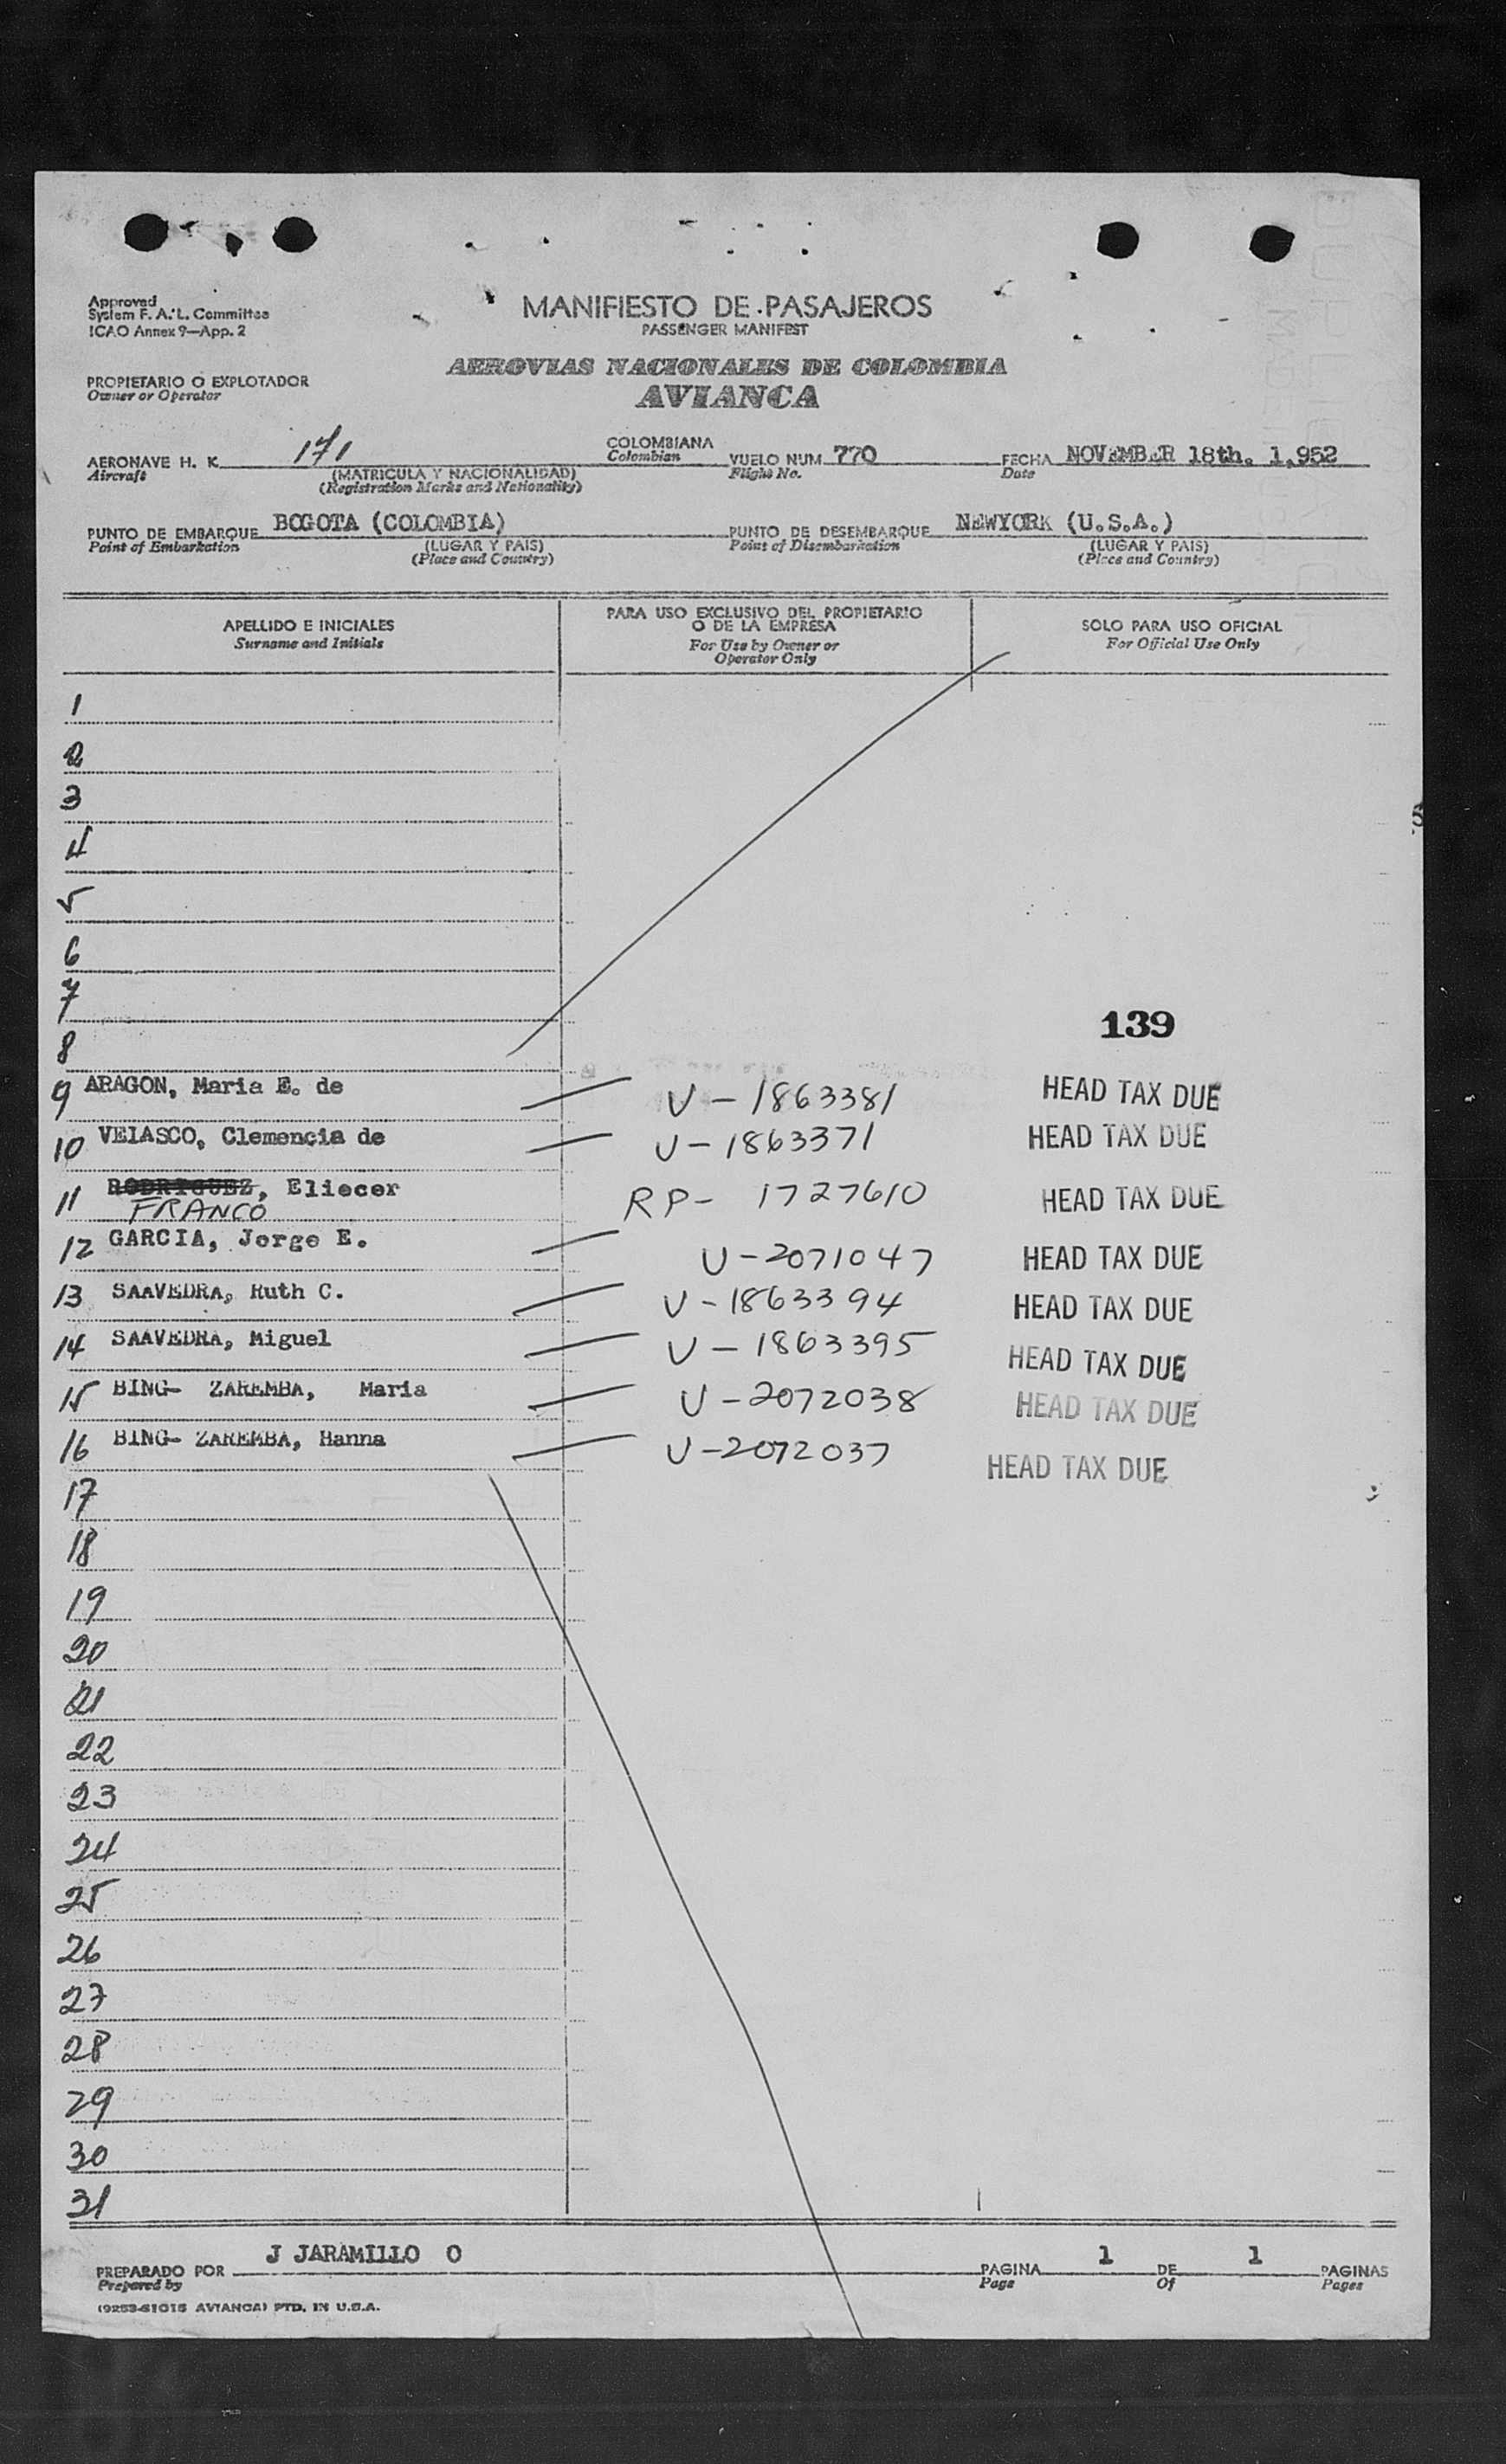 Approved
System F. A. L. Committee
ICAO Annex 9—App. 2
MANIFIESTO DE PASAJEROS
PASSENGER MANIFEST
AEROVIAS NACIONALES DE COLOMBIA
AVIANCA
PROPIETARIO O EXPLOTADOR
Owner or Operator
AERONAVE H. K. 171 COLOMBIANA VUELO NUM 770 FECHA NOVEMBER 18th. 1,952
Aircraft (MATRICULA Y NACIONALIDAD) Colombian Flight No. Date
(Registration Marks and Nationality)
PUNTO DE EMBARQUE BOGOTA (COLOMBIA) PUNTO DE DESEMBARQUE NEWYORK (U.S.A.)
Point of Embarkation (LUGAR Y PAIS) Point of Disembarkation (LUGAR Y PAIS)
(Place and Country) (Place and Country)
APELLIDO E INICIALES
Surname and Initials
PARA USO EXCLUSIVO DEL PROPIETARIO
O DE LA EMPRESA
For Use by Owner or
Operator Only
SOLO PARA USO OFICIAL
For Official Use Only
1
2
3
4
5
6
7
139
8
9 ARAGON, Maria E. de U-1863381 HEAD TAX DUE
10 VELASCO, Clemencia de U-1863371 HEAD TAX DUE
11 RODRIGUEZ, Eliecer RP- 1727610 HEAD TAX DUE
FRANCO
12 GARCIA, Jorge E. U-2071047 HEAD TAX DUE
13 SAAVEDRA, Ruth C. U-1863394 HEAD TAX DUE
14 SAAVEDRA, Miguel U-1863395 HEAD TAX DUE
15 BING- ZAREMBA, Maria U-2072038 HEAD TAX DUE
16 BING- ZAREMBA, Hanna U-2072037 HEAD TAX DUE
17
18
19
20
21
22
23
24
25
26
27
28
29
30
31
PREPARADO POR J JARAMILLO O PAGINA 1 DE 1 PAGINAS
Prepared by Page Of Pages
(9253-61015 AVIANCA) PTD. IN U.S.A.